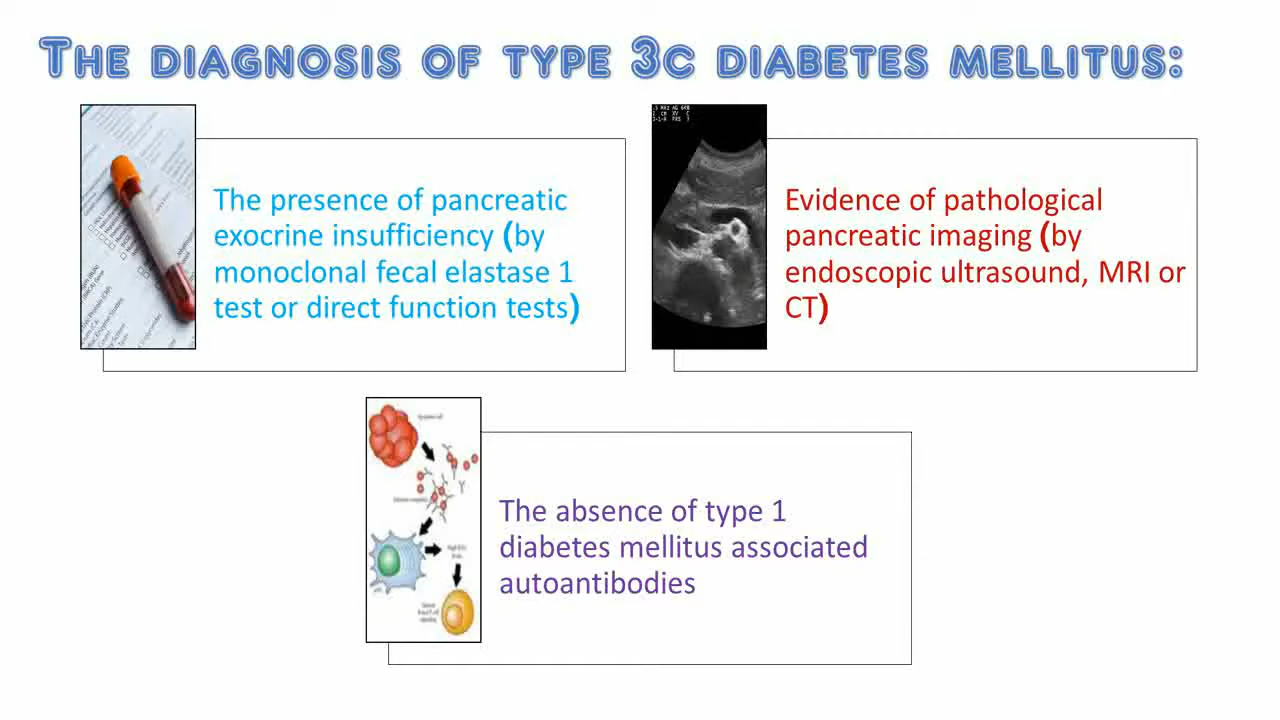 The diagnosis of type 3c diabetes mellitus:
The presence of pancreatic
exocrine insufficiency (by
monoclonal fecal elastase 1
test or direct function tests)
Evidence of pathological
pancreatic imaging (by
endoscopic ultrasound, MRI or
CT)
The absence of type 1
diabetes mellitus associated
autoantibodies